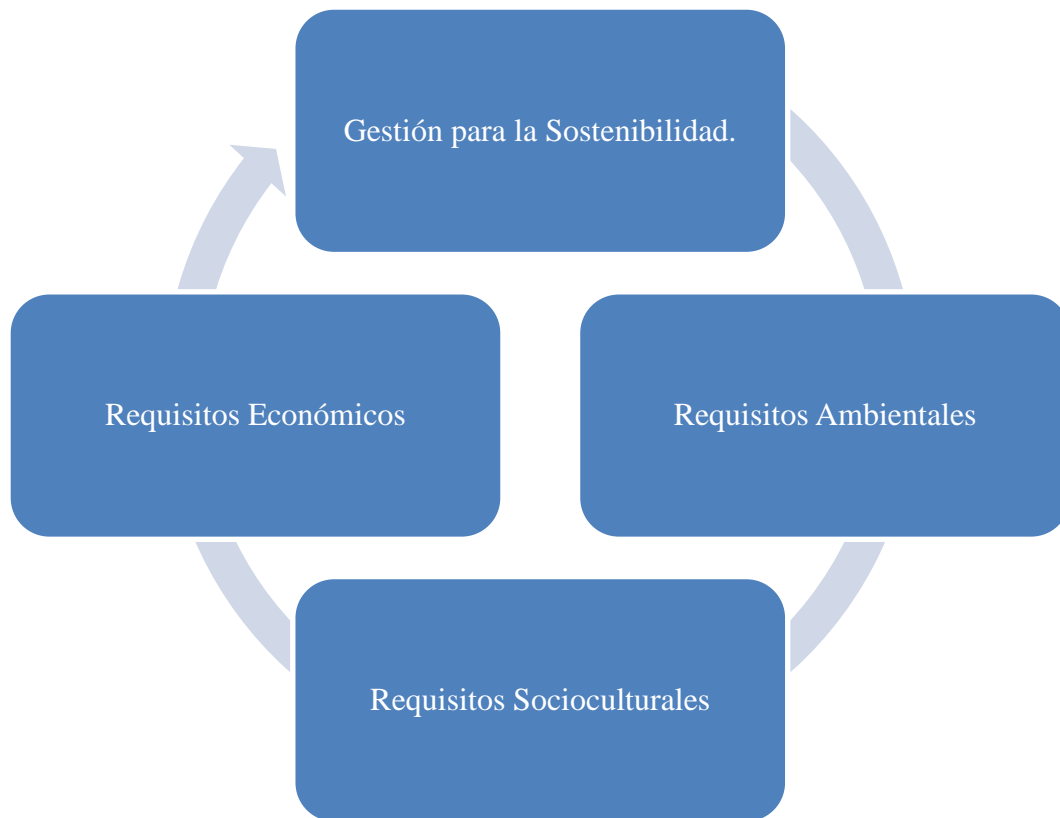 Gestión para la Sostenibilidad.
Requisitos Económicos
Requisitos Ambientales
Requisitos Socioculturales